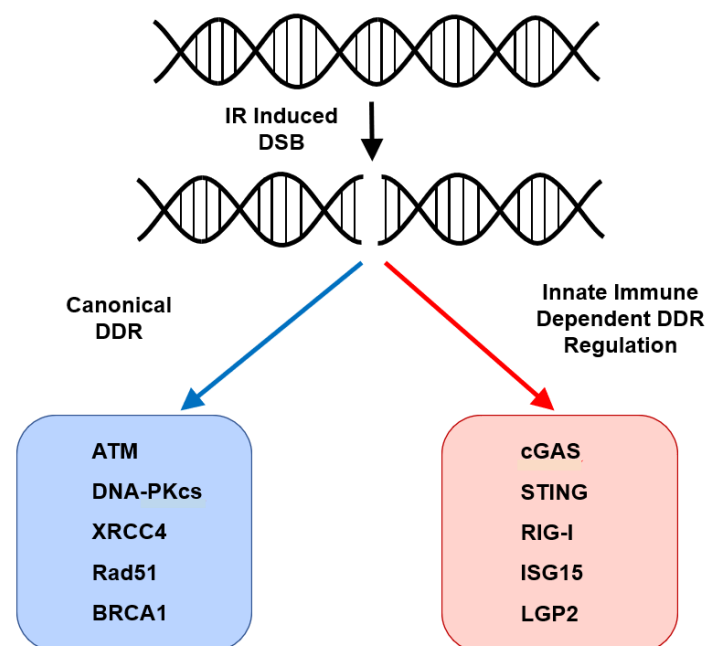 IR Induced
DSB
Canonical
DDR
Innate Immune
Dependent DDR
Regulation
ATM
DNA-PKcs
XRCC4
Rad51
BRCA1
cGAS
STING
RIG-I
ISG15
LGP2